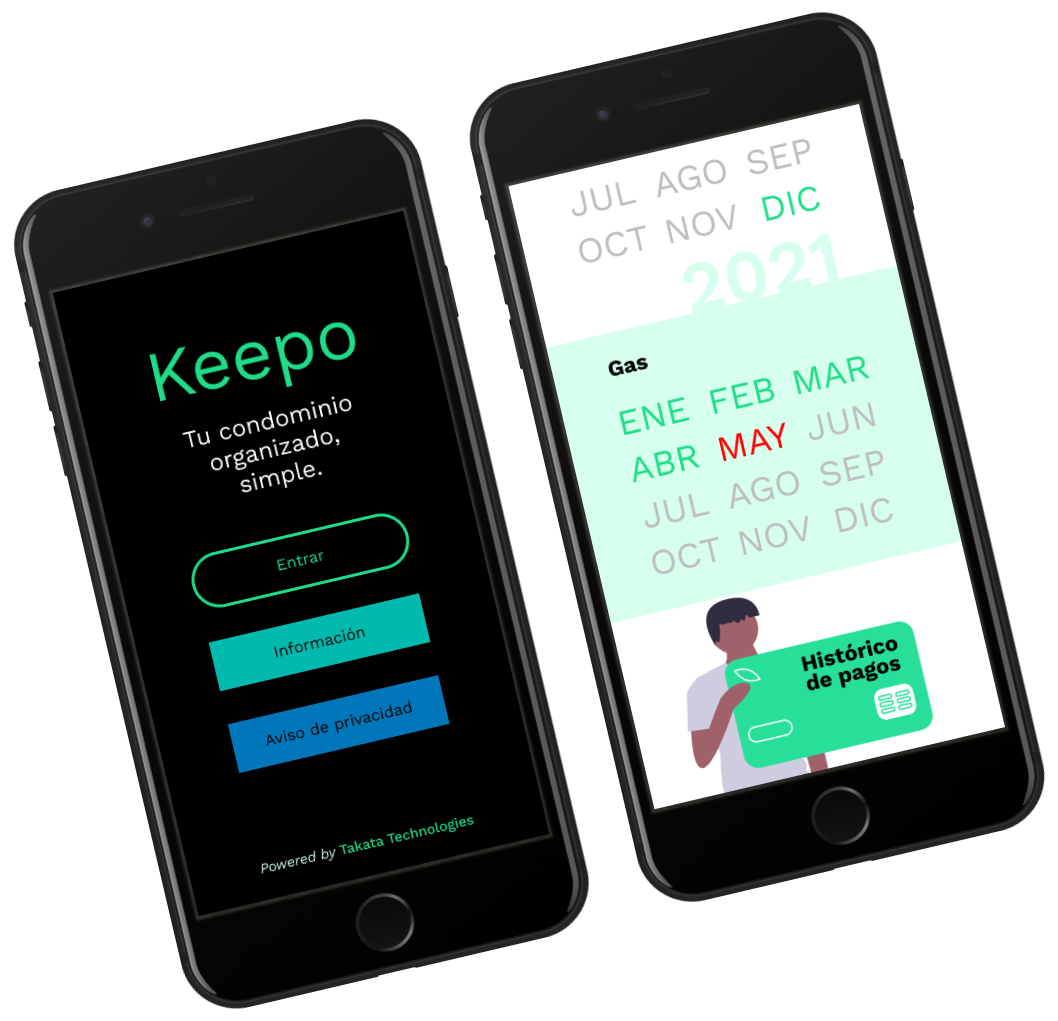 Keepo
Tu condominio
organizado,
simple.
Entrar
Información
Aviso de privacidad
Powered by Takata Technologies
JUL AGO SEP
OCT NOV DIC
2021
Gas
ENE FEB MAR
ABR MAY JUN
JUL AGO SEP
OCT NOV DIC
Histórico
de pagos